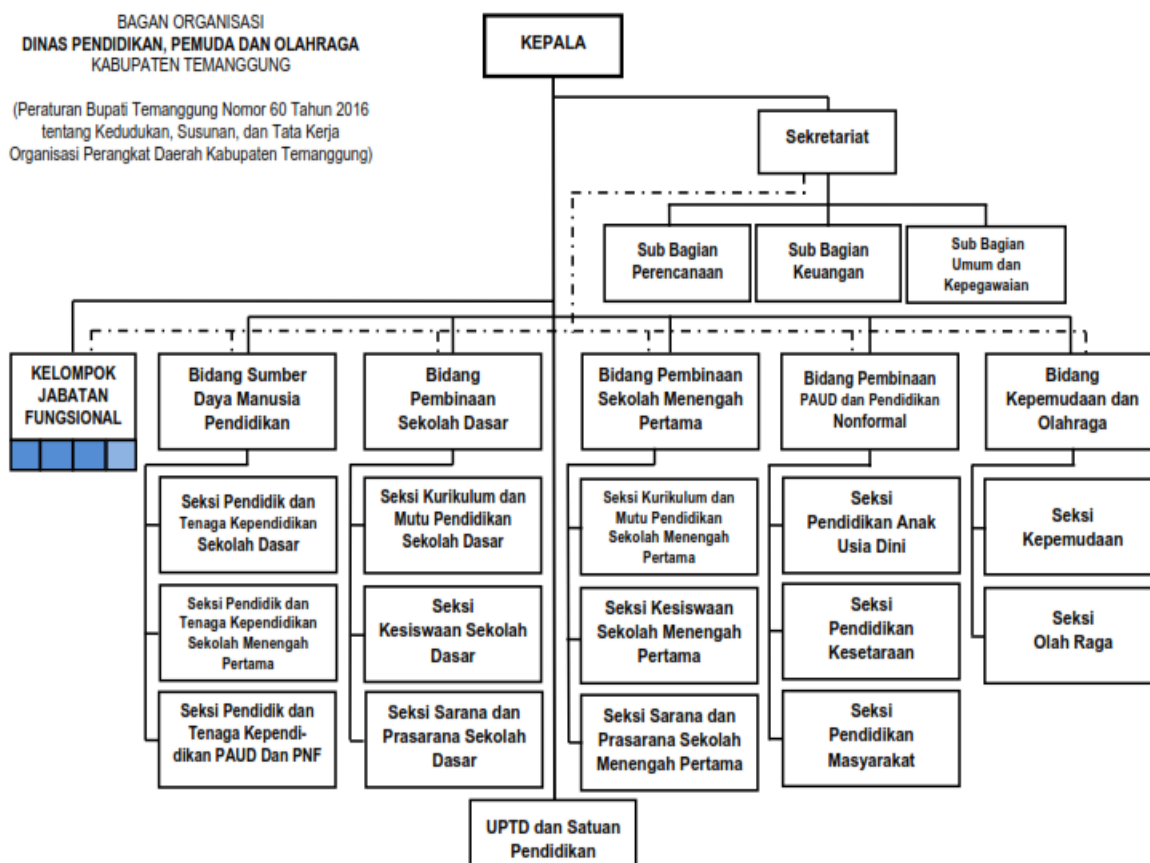 BAGAN ORGANISASI
DINAS PENDIDIKAN, PEMUDA DAN OLAHRAGA
KABUPATEN TEMANGGUNG
(Peraturan Bupati Temanggung Nomor 60 Tahun 2016
tentang Kedudukan, Susunan, dan Tata Kerja
Organisasi Perangkat Daerah Kabupaten Temanggung)
KEPALA
Sekretariat
Sub Bagian
Perencanaan
Sub Bagian
Keuangan
Sub Bagian
Umum dan
Kepegawaian
KELOMPOK
JABATAN
FUNGSIONAL
Bidang Sumber
Daya Manusia
Pendidikan
Bidang
Pembinaan
Sekolah Dasar
Bidang Pembinaan
Sekolah Menengah
Pertama
Bidang Pembinaan
PAUD dan Pendidikan
Nonformal
Bidang
Kepemudaan dan
Olahraga
Seksi Pendidik dan
Tenaga Kependidikan
Sekolah Dasar
Seksi Kurikulum dan
Mutu Pendidikan
Sekolah Dasar
Seksi Kurikulum dan
Mutu Pendidikan
Sekolah Menengah
Pertama
Seksi
Pendidikan Anak
Usia Dini
Seksi
Kepemudaan
Seksi Pendidik dan
Tenaga Kependidikan
Sekolah Menengah
Pertama
Seksi
Kesiswaan Sekolah
Dasar
Seksi Kesiswaan
Sekolah Menengah
Pertama
Seksi
Pendidikan
Kesetaraan
Seksi
Olah Raga
Seksi Pendidik dan
Tenaga Kependi-
dikan PAUD Dan PNF
Seksi Sarana dan
Prasarana Sekolah
Dasar
Seksi Sarana dan
Prasarana Sekolah
Menengah Pertama
Seksi
Pendidikan
Masyarakat
UPTD dan Satuan
Pendidikan